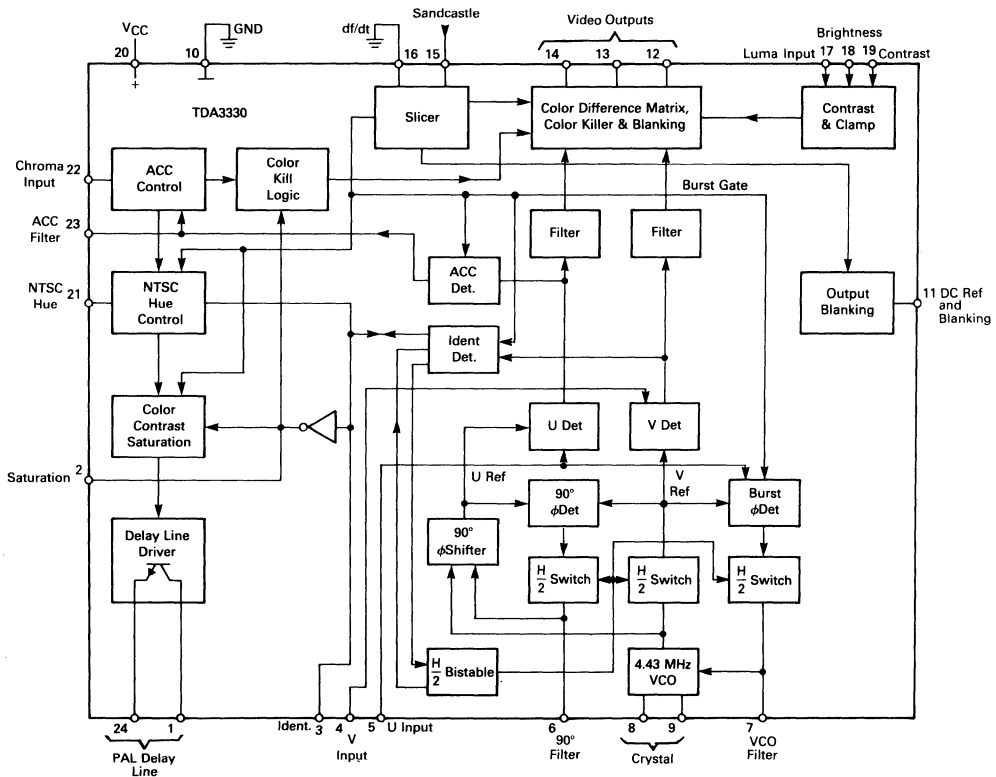 Sandcastle
VCC
GND
df/dt
Video Outputs
Brightness
20
10
16
15
14
13
12
Luma Input
17
18
19
Contrast
+
TDA3330
Slicer
Color Difference Matrix,
Color Killer & Blanking
Contrast
& Clamp
Chroma
Input
22
ACC
Control
Color
Kill
Logic
Burst Gate
ACC
Filter
23
Filter
Filter
NTSC
Hue
21
NTSC
Hue
Control
ACC
Det.
Output
Blanking
11 DC Ref
and
Blanking
Ident
Det.
Color
Contrast
Saturation
U Det
V Det
Saturation 2
U Ref
V
Ref
90°
ϕDet
Burst
ϕDet
Delay Line
Driver
90°
ϕShifter
H
2 Switch
H
2 Switch
H
2 Switch
H
2 Bistable
4.43 MHz
VCO
24
1
Ident. 3
4
V
Input
5
U Input
6
90°
Filter
8
9
7
VCO
Filter
PAL Delay
Line
Crystal